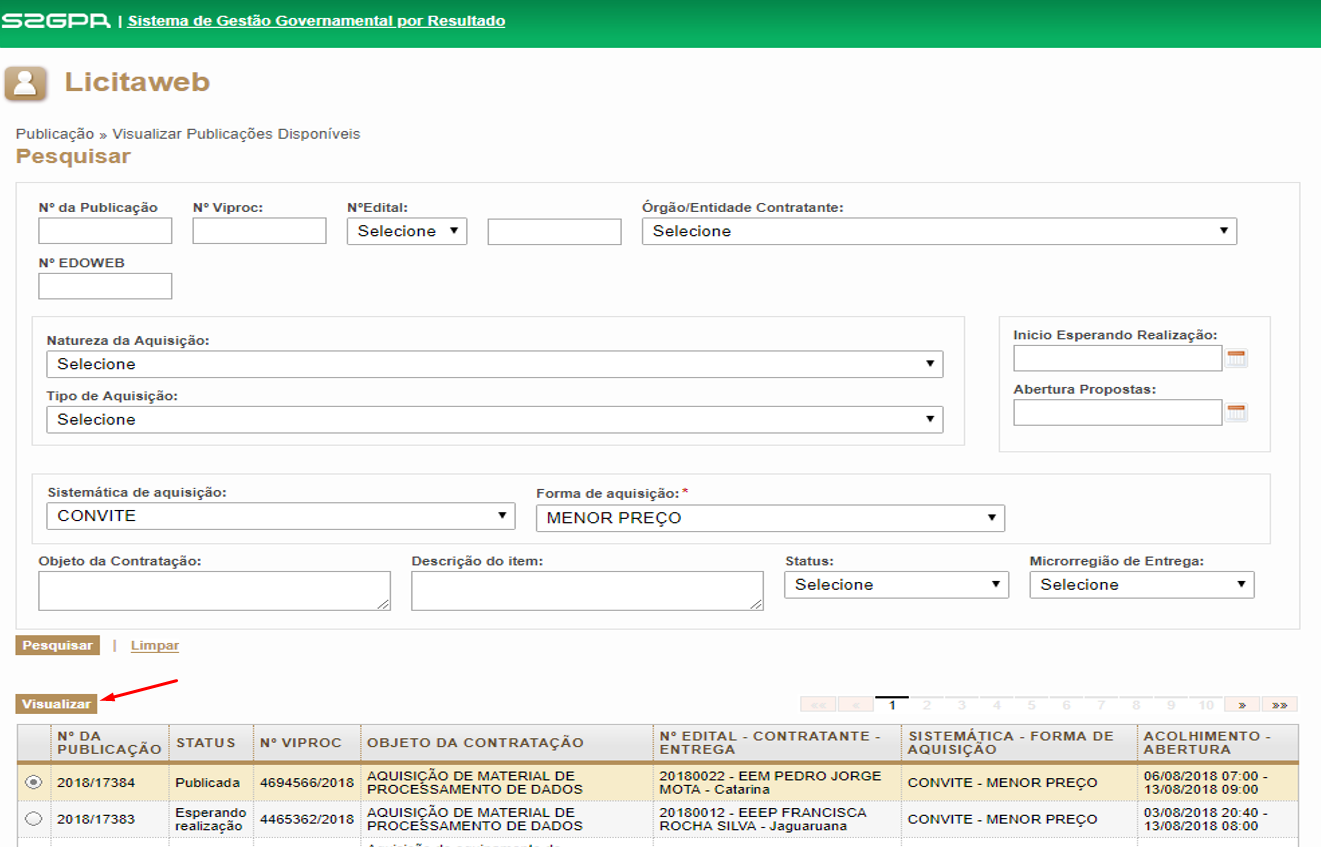 S2GPR | Sistema de Gestão Governamental por Resultado
Licitaweb
Publicação » Visualizar Publicações Disponíveis
Pesquisar
Nº da Publicação Nº Viproc: NºEdital: Órgão/Entidade Contratante:
Selecione Selecione
Nº EDOWEB
Natureza da Aquisição:
Selecione
Tipo de Aquisição:
Selecione
Inicio Esperando Realização:
Abertura Propostas:
Sistemática de aquisição: Forma de aquisição:*
CONVITE MENOR PREÇO
Objeto da Contratação: Descrição do item: Status: Microrregião de Entrega:
Selecione Selecione
Pesquisar | Limpar
Visualizar
<< < 1 2 3 4 5 6 7 8 9 10 » »»
Nº DA
PUBLICAÇÃO
STATUS
Nº VIPROC
OBJETO DA CONTRATAÇÃO
Nº EDITAL - CONTRATANTE -
ENTREGA
SISTEMÁTICA - FORMA DE
AQUISIÇÃO
ACOLHIMENTO -
ABERTURA
2018/17384
Publicada
4694566/2018
AQUISIÇÃO DE MATERIAL DE
PROCESSAMENTO DE DADOS
20180022 - EEM PEDRO JORGE
MOTA - Catarina
CONVITE - MENOR PREÇO
06/08/2018 07:00 -
13/08/2018 09:00
2018/17383
Esperando
realização
4465362/2018
AQUISIÇÃO DE MATERIAL DE
PROCESSAMENTO DE DADOS
20180012 - EEEP FRANCISCA
ROCHA SILVA - Jaguaruana
CONVITE - MENOR PREÇO
03/08/2018 20:40 -
13/08/2018 08:00